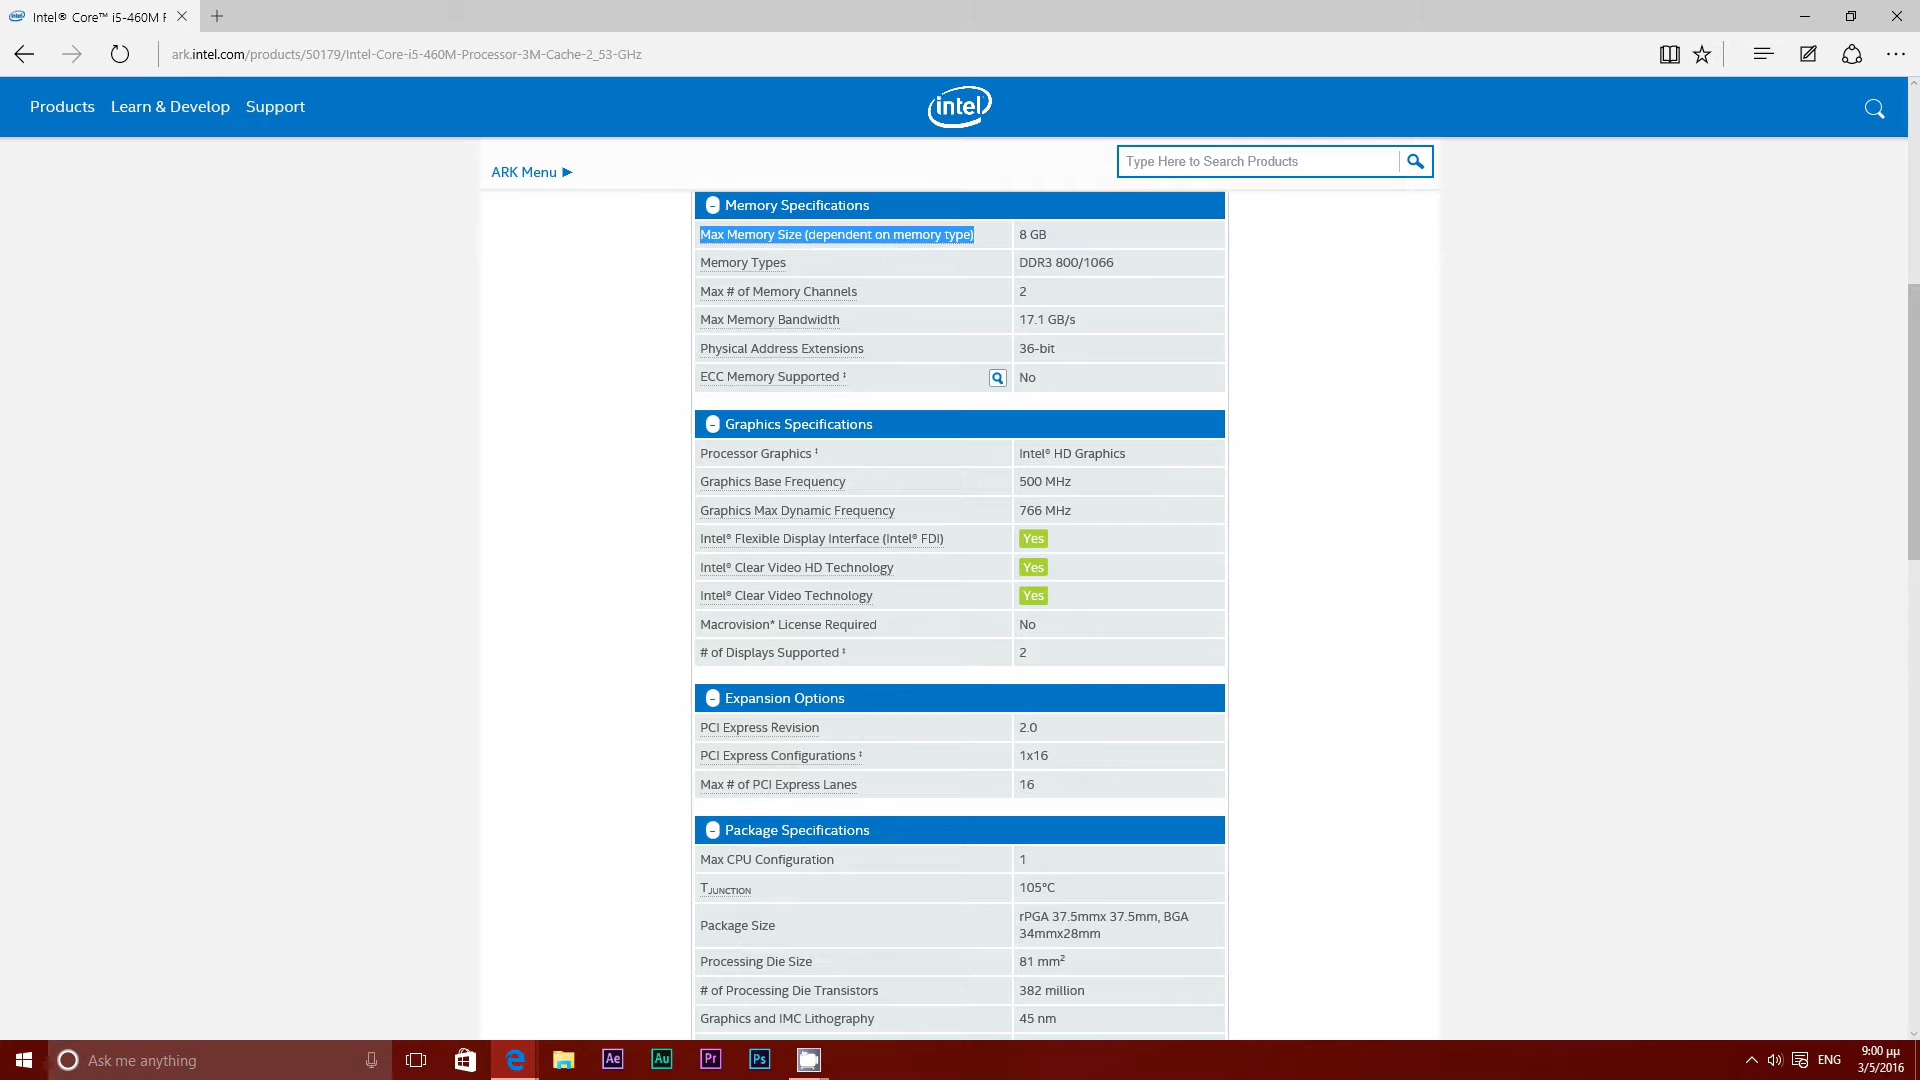 Intel® Core™ i5-460M F
ark.intel.com/products/50179/Intel-Core-i5-460M-Processor-3M-Cache-2_53-GHz
Products Learn & Develop Support
intel
ARK Menu ▶
Type Here to Search Products
Memory Specifications
Max Memory Size (dependent on memory type) 8 GB
Memory Types DDR3 800/1066
Max # of Memory Channels 2
Max Memory Bandwidth 17.1 GB/s
Physical Address Extensions 36-bit
ECC Memory Supported ‡ No
Graphics Specifications
Processor Graphics ‡ Intel® HD Graphics
Graphics Base Frequency 500 MHz
Graphics Max Dynamic Frequency 766 MHz
Intel® Flexible Display Interface (Intel® FDI) Yes
Intel® Clear Video HD Technology Yes
Intel® Clear Video Technology Yes
Macrovision* License Required No
# of Displays Supported ‡ 2
Expansion Options
PCI Express Revision 2.0
PCI Express Configurations ‡ 1x16
Max # of PCI Express Lanes 16
Package Specifications
Max CPU Configuration 1
TJUNCTION 105°C
Package Size rPGA 37.5mmx 37.5mm, BGA
34mmx28mm
Processing Die Size 81 mm²
# of Processing Die Transistors 382 million
Graphics and IMC Lithography 45 nm
Ask me anything
Ae Au Pr Ps
ENG
9:00 μμ
3/5/2016